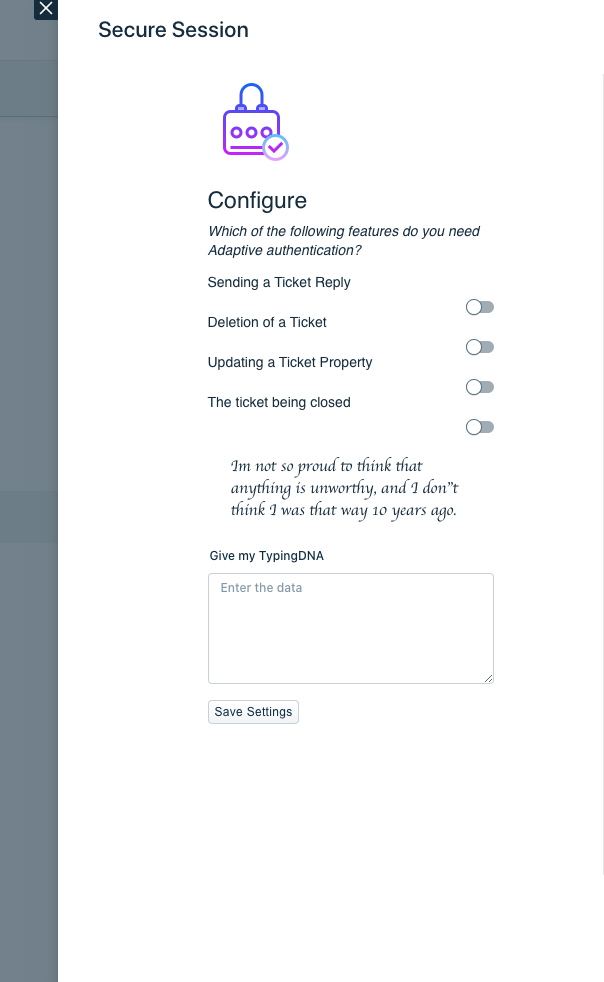 Secure Session
Configure
Which of the following features do you need
Adaptive authentication?
Sending a Ticket Reply
Deletion of a Ticket
Updating a Ticket Property
The ticket being closed
Im not so proud to think that
anything is unworthy, and I don"t
think I was that way 10 years ago.
Give my TypingDNA
Enter the data
Save Settings